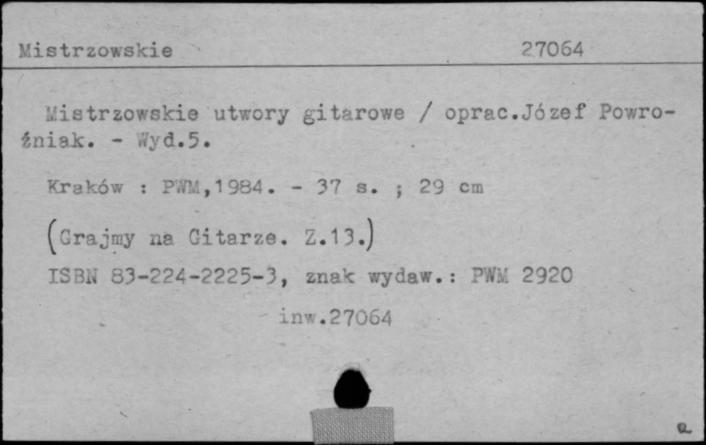 Mistrzowskie 27064
Mistrzowskie utwory gitarowe / oprac.Józef Powro-
źniak. - Wyd.5.
Kraków : PWM,1984. - 37 s. ; 29 cm
(Grajmy na Gitarze. Z.13.)
ISBN 83-224-2225-3, znak wydaw.: PWM 2920
inw.27064